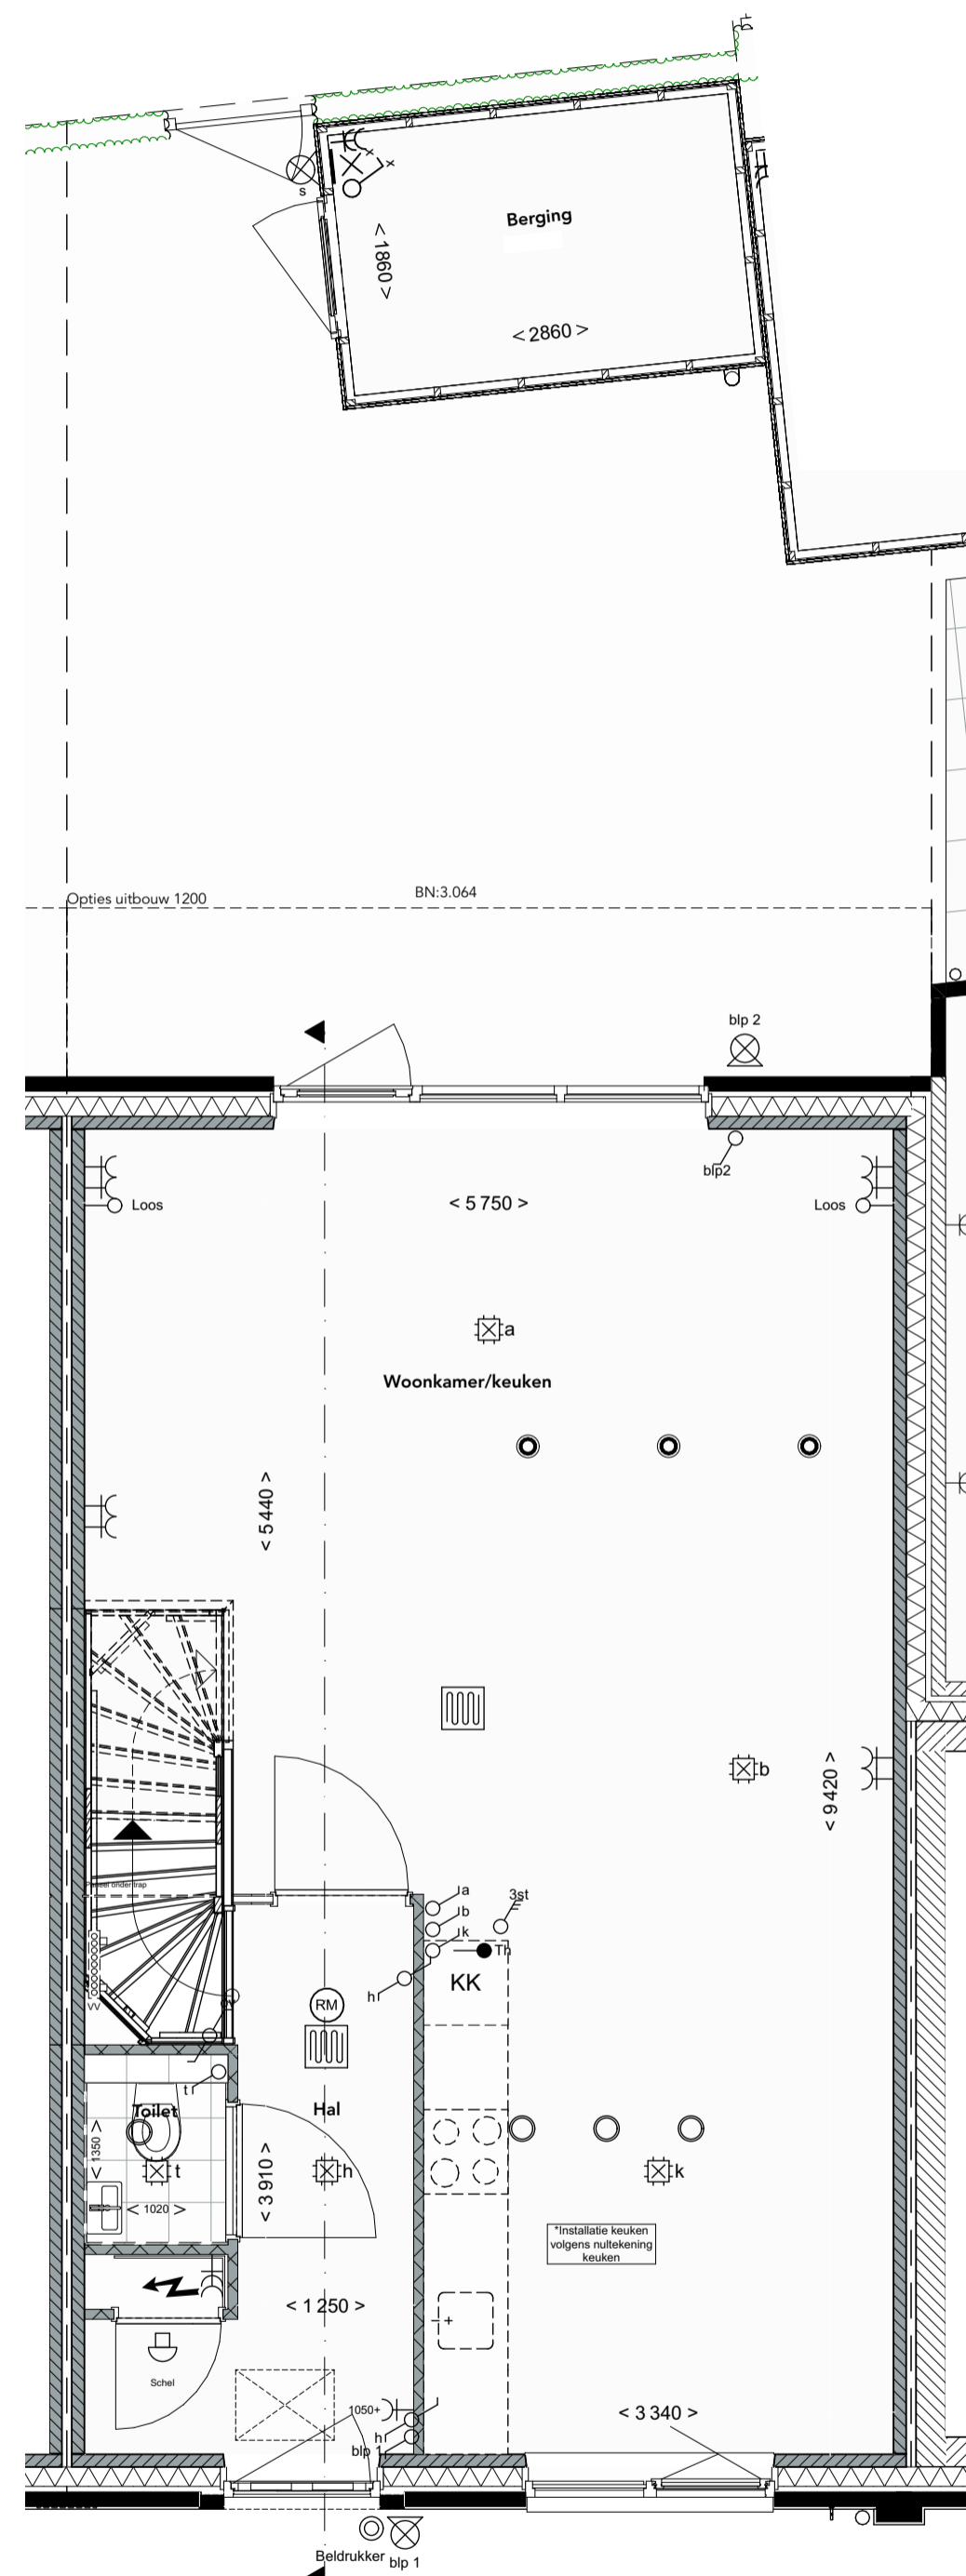 s
x
x
Berging
< 1860 >
< 2860 >
Opties uitbouw 1200
BN:3.064
blp 2
blp2
Loos
< 5 750 >
Loos
a
Woonkamer/keuken
< 5 440 >
b
< 9 420 >
a
3st
b
k
Th
KK
h
RM
t
Toilet
Hal
< 1350 >
t
h
k
< 1020 >
< 3 910 >
*Installatie keuken
volgens nultekening
keuken
< 1 250 >
Schel
1050+
h
blp 1
< 3 340 >
Beldrukker
blp 1